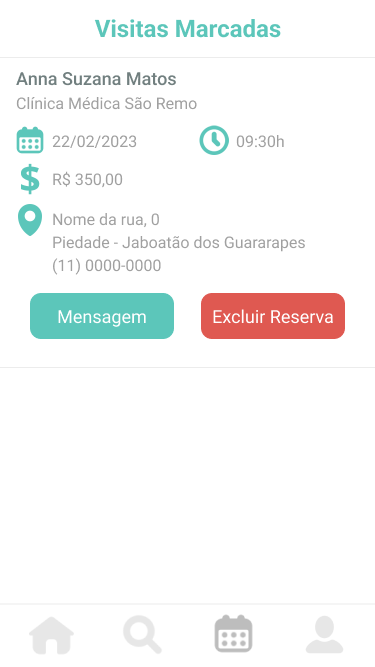 Visitas Marcadas
Anna Suzana Matos
Clínica Médica São Remo
22/02/2023
09:30h
$ R$ 350,00
Nome da rua, 0
Piedade - Jaboatão dos Guararapes
(11) 0000-0000
Mensagem
Excluir Reserva